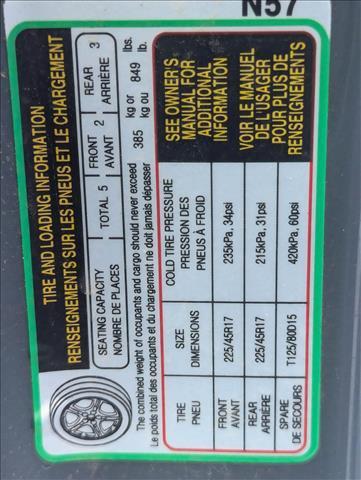 N57
TIRE AND LOADING INFORMATION
RENSEIGNEMENTS SUR LES PNEUS ET LE CHARGEMENT
SEATING CAPACITY
NOMBRE DE PLACES
TOTAL 5
FRONT 2
AVANT
REAR 3
ARRIÈRE
The combined weight of occupants and cargo should never exceed 385 kg or 849 lbs.
Le poids total des occupants et du chargement ne doit jamais dépasser kg ou lb.
TIRE
PNEU
SIZE
DIMENSIONS
COLD TIRE PRESSURE
PRESSION DES
PNEUS À FROID
FRONT
AVANT
225/45R17
235kPa, 34psi
REAR
ARRIÈRE
225/45R17
215kPa, 31psi
SPARE
DE SECOURS
T125/80D15
420kPa, 60psi
SEE OWNER'S
MANUAL FOR
ADDITIONAL
INFORMATION
VOIR LE MANUEL
DE L'USAGER
POUR PLUS DE
RENSEIGNEMENTS